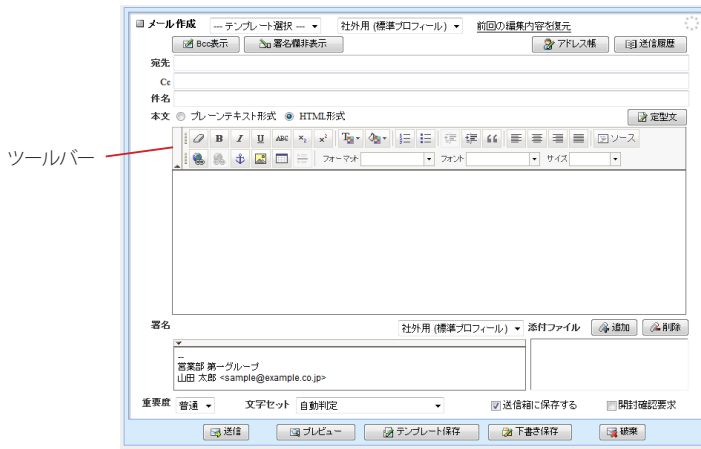 メール作成 --- テンプレート選択 --- 社外用 (標準プロフィール) 前回の編集内容を復元
Bcc表示 署名欄非表示 アドレス帳 送信履歴
宛先
Cc
件名
本文 プレーンテキスト形式 HTML形式 定型文
B I U ABC ×₂ ×² ソース
ツールバー
フォーマット フォント サイズ
署名 社外用 (標準プロフィール) 添付ファイル 追加 削除
--
営業部 第一グループ
山田 太郎 <sample@example.co.jp>
重要度 普通 文字セット 自動判定 送信箱に保存する 開封確認要求
送信 プレビュー テンプレート保存 下書き保存 破棄